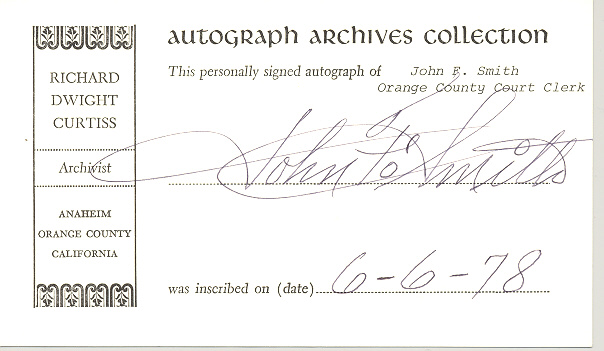 AUTOGRAPH ARCHIVES COLLECTION
RICHARD
DWIGHT
CURTISS
Archivist
ANAHEIM
ORANGE COUNTY
CALIFORNIA
This personally signed autograph of John E. Smith
Orange County Court Clerk
John E Smith
was inscribed on (date) 6-6-78